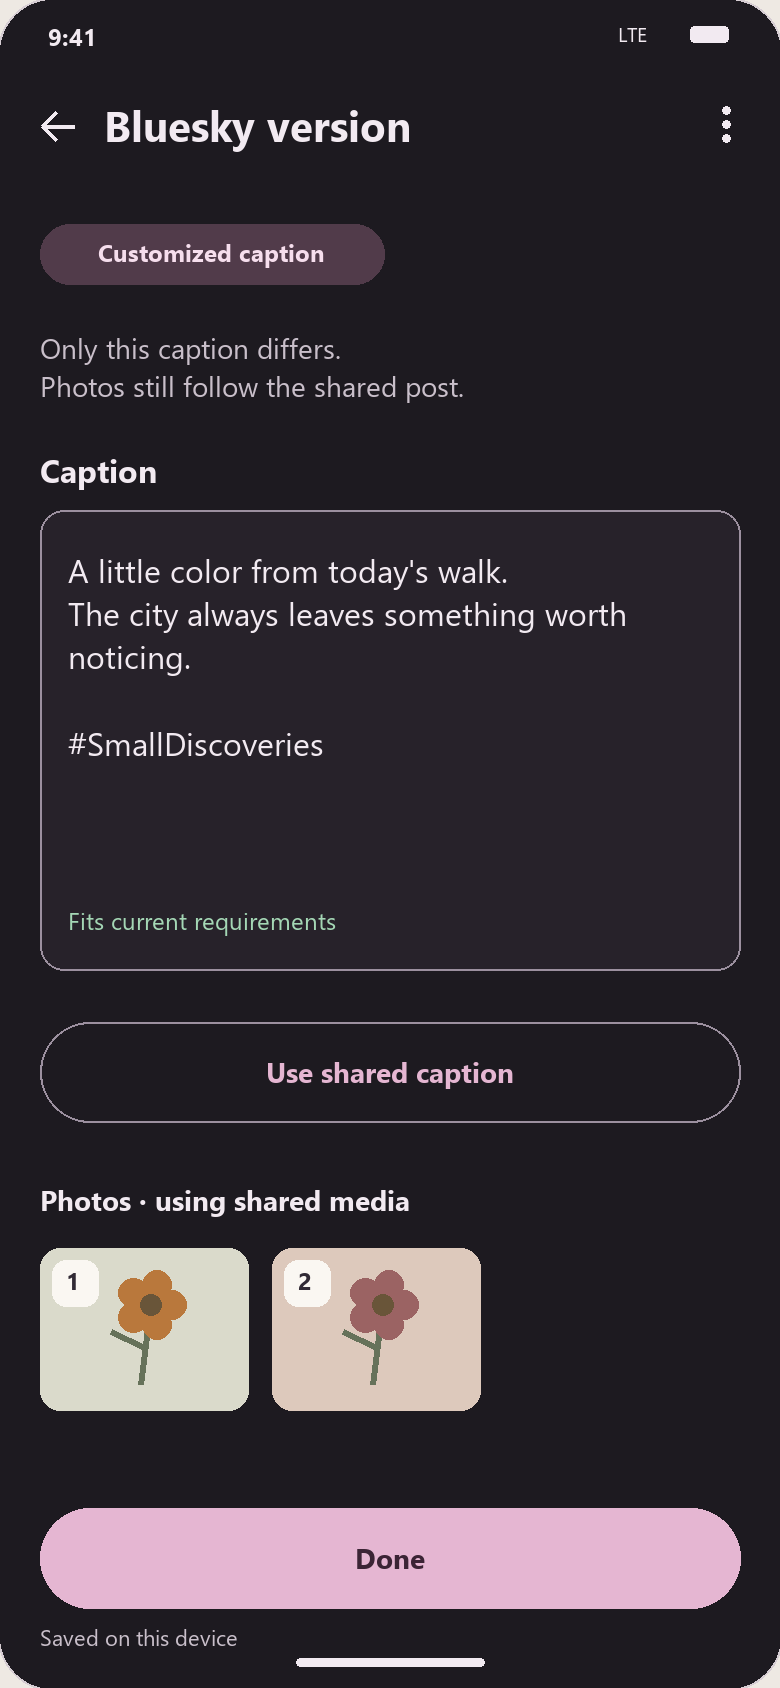 9:41
LTE
Bluesky version
Customized caption
Only this caption differs.
Photos still follow the shared post.
Caption
A little color from today's walk.
The city always leaves something worth
noticing.
#SmallDiscoveries
Fits current requirements
Use shared caption
Photos · using shared media
1
2
Done
Saved on this device